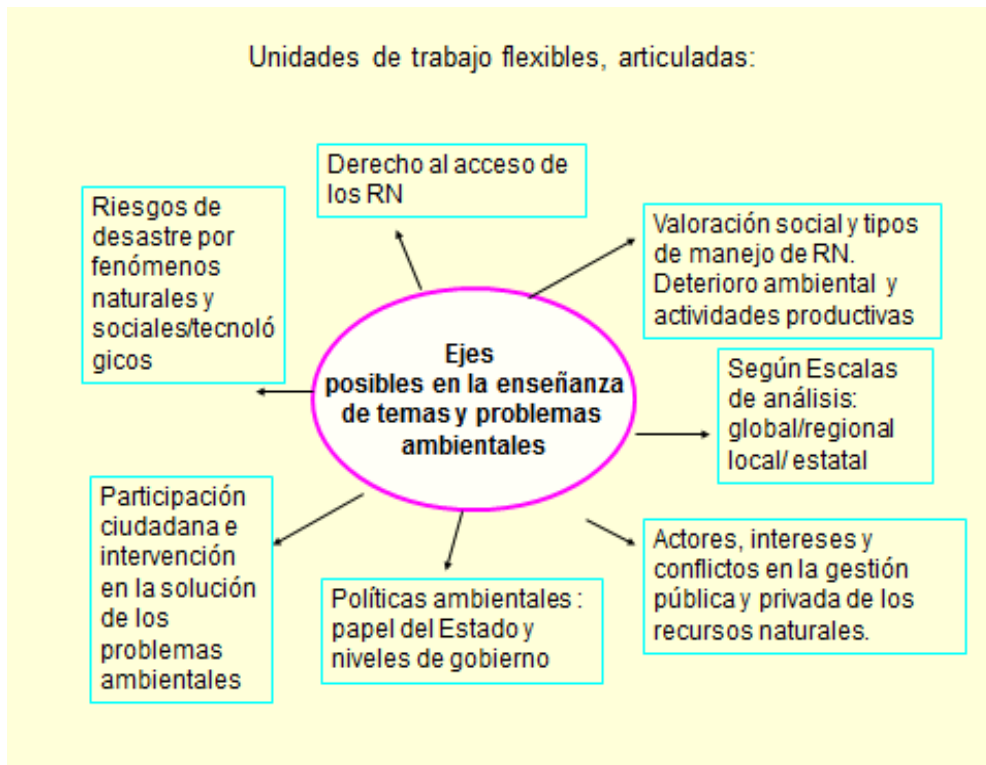 Unidades de trabajo flexibles, articuladas:
Derecho al acceso de
los RN
Riesgos de
desastre por
fenómenos
naturales y
sociales/tecnoló
gicos
Valoración social y tipos
de manejo de RN.
Deterioro ambiental y
actividades productivas
Ejes
posibles en la enseñanza
de temas y problemas
ambientales
Según Escalas
de análisis:
global/regional
local/ estatal
Participación
ciudadana e
intervención
en la solución
de los
problemas
ambientales
Políticas ambientales :
papel del Estado y
niveles de gobierno
Actores, intereses y
conflictos en la gestión
pública y privada de los
recursos naturales.